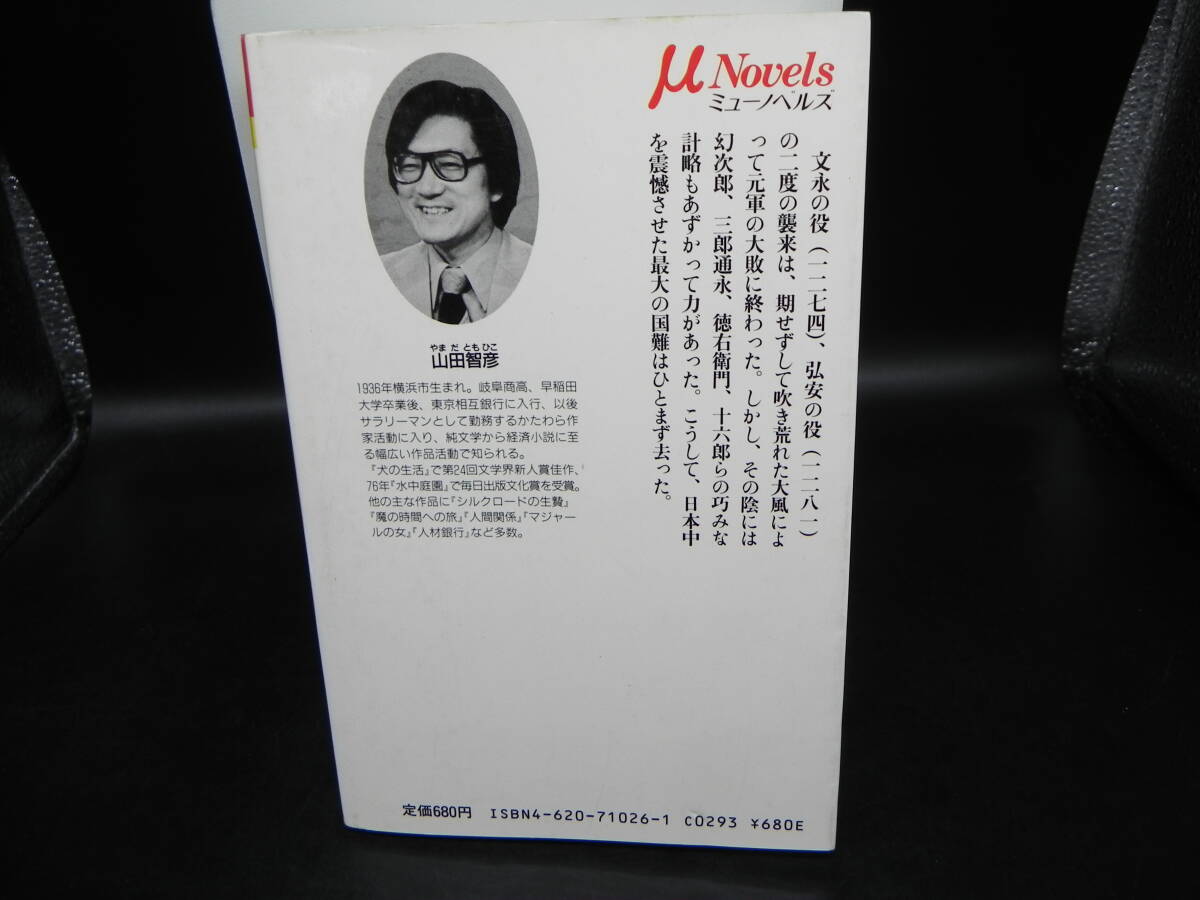 μ Novels
ミューノベルズ
文永の役(一二七四)、弘安の役(一二八一)
の二度の襲来は、期せずして吹き荒れた大風によ
って元軍の大敗に終わった。しかし、その陰には
幻次郎、三郎通永、徳右衛門、十六郎らの巧みな
計略もあずかって力があった。こうして、日本中
を震憾させた最大の国難はひとまず去った。
やまだともひこ
山田智彦
1936年横浜市生まれ。岐阜商高、早稲田
大学卒業後、東京相互銀行に入行、以後
サラリーマンとして勤務するかたわら作
家活動に入り、純文学から経済小説に至
る幅広い作品活動で知られる。
『犬の生活』で第24回文学界新人賞佳作、
76年『水中庭園』で毎日出版文化賞を受賞。
他の主な作品に『シルクロードの生贄』
『魔の時間への旅』『人間関係』『マジャー
ルの女』『人材銀行』など多数。
定価680円 ISBN4-620-71026-1 C0293 ¥680E